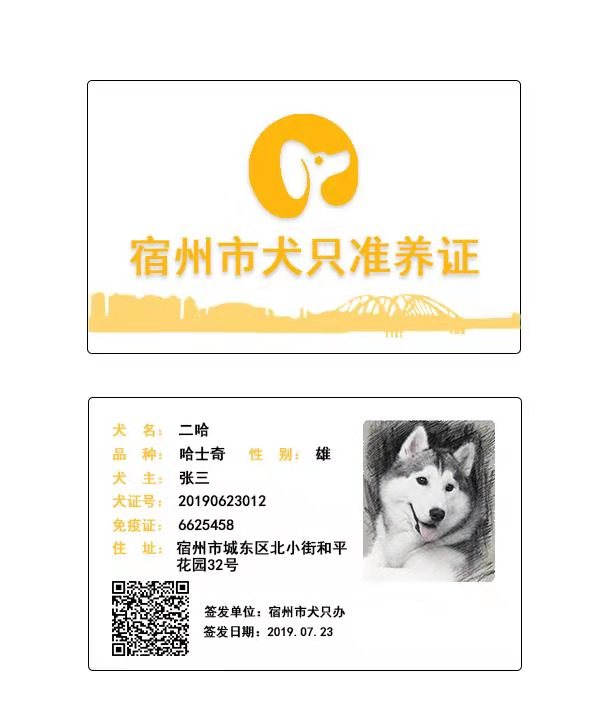 宿州市犬只准养证
犬 名： 二哈
品 种： 哈士奇 性 别： 雄
犬 主： 张三
犬证号： 20190623012
免疫证： 6625458
住 址： 宿州市城东区北小街和平
花园32号
签发单位：宿州市犬只办
签发日期：2019.07.23